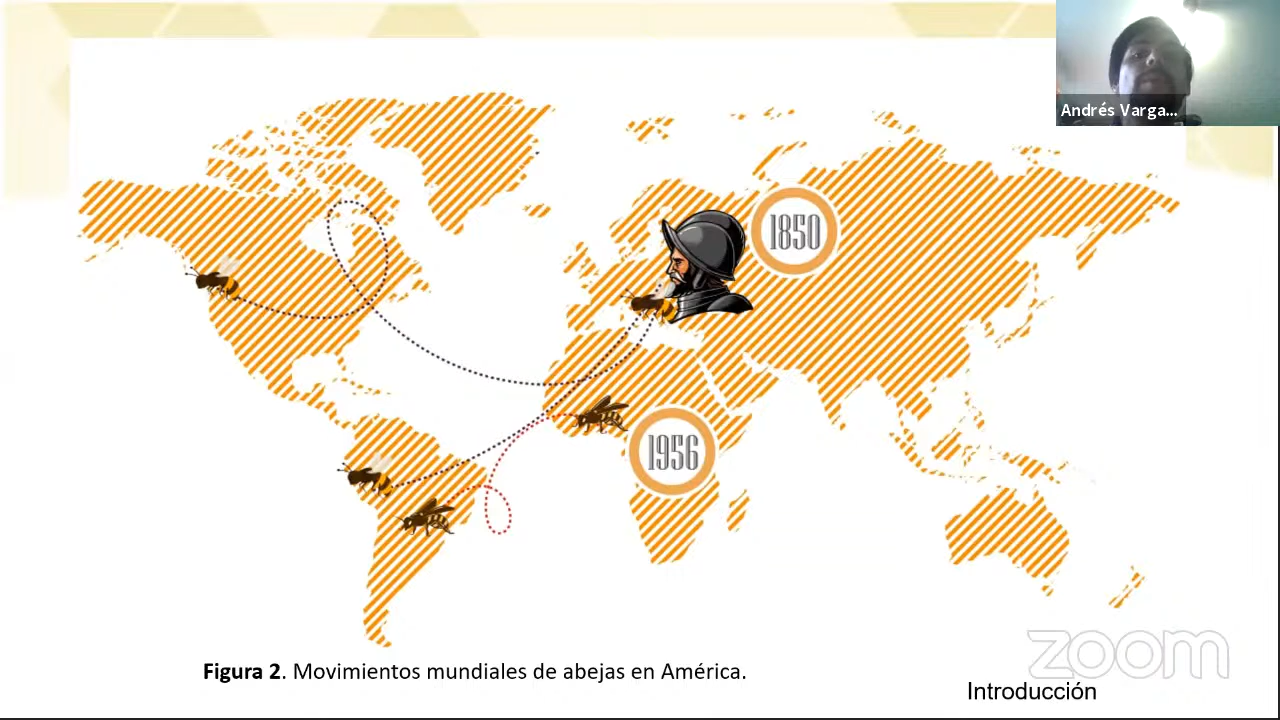 Andrés Varga...
1850
1956
zoom
Figura 2. Movimientos mundiales de abejas en América.
Introducción